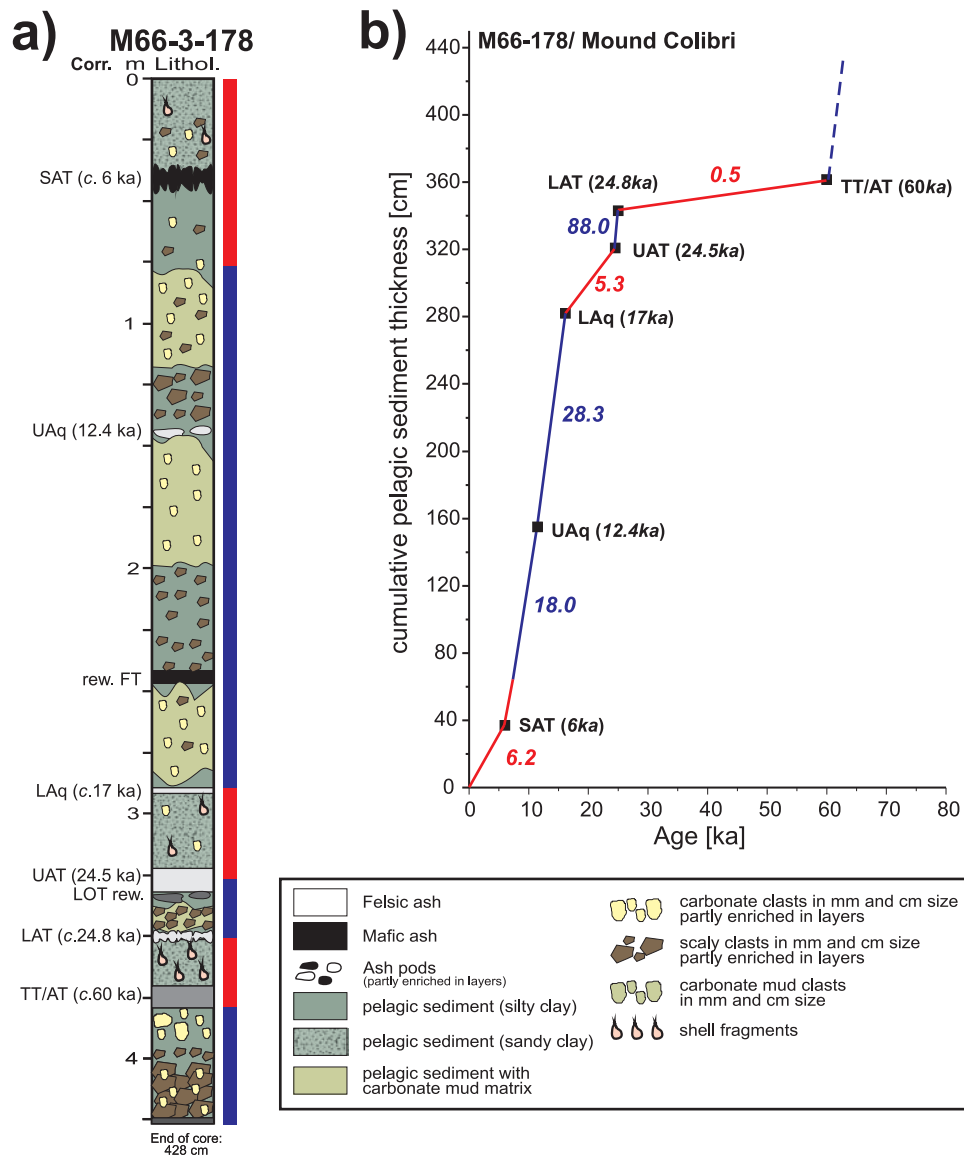 a)
M66-3-178
Corr. m Lithol.
0
SAT (c. 6 ka)
1
UAq (12.4 ka)
2
rew. FT
LAq (c.17 ka)
3
UAT (24.5 ka)
LOT rew.
LAT (c.24.8 ka)
TT/AT (c.60 ka)
4
End of core:
428 cm
b)
M66-178/ Mound Colibri
440
400
360
320
280
240
200
160
120
80
40
0
cumulative pelagic sediment thickness [cm]
0 10 20 30 40 50 60 70 80
Age [ka]
LAT (24.8ka)
0.5
TT/AT (60ka)
88.0
UAT (24.5ka)
5.3
LAq (17ka)
28.3
UAq (12.4ka)
18.0
SAT (6ka)
6.2
Felsic ash
Mafic ash
Ash pods
(partly enriched in layers)
pelagic sediment (silty clay)
pelagic sediment (sandy clay)
pelagic sediment with
carbonate mud matrix
carbonate clasts in mm and cm size
partly enriched in layers
scaly clasts in mm and cm size
partly enriched in layers
carbonate mud clasts
in mm and cm size
shell fragments